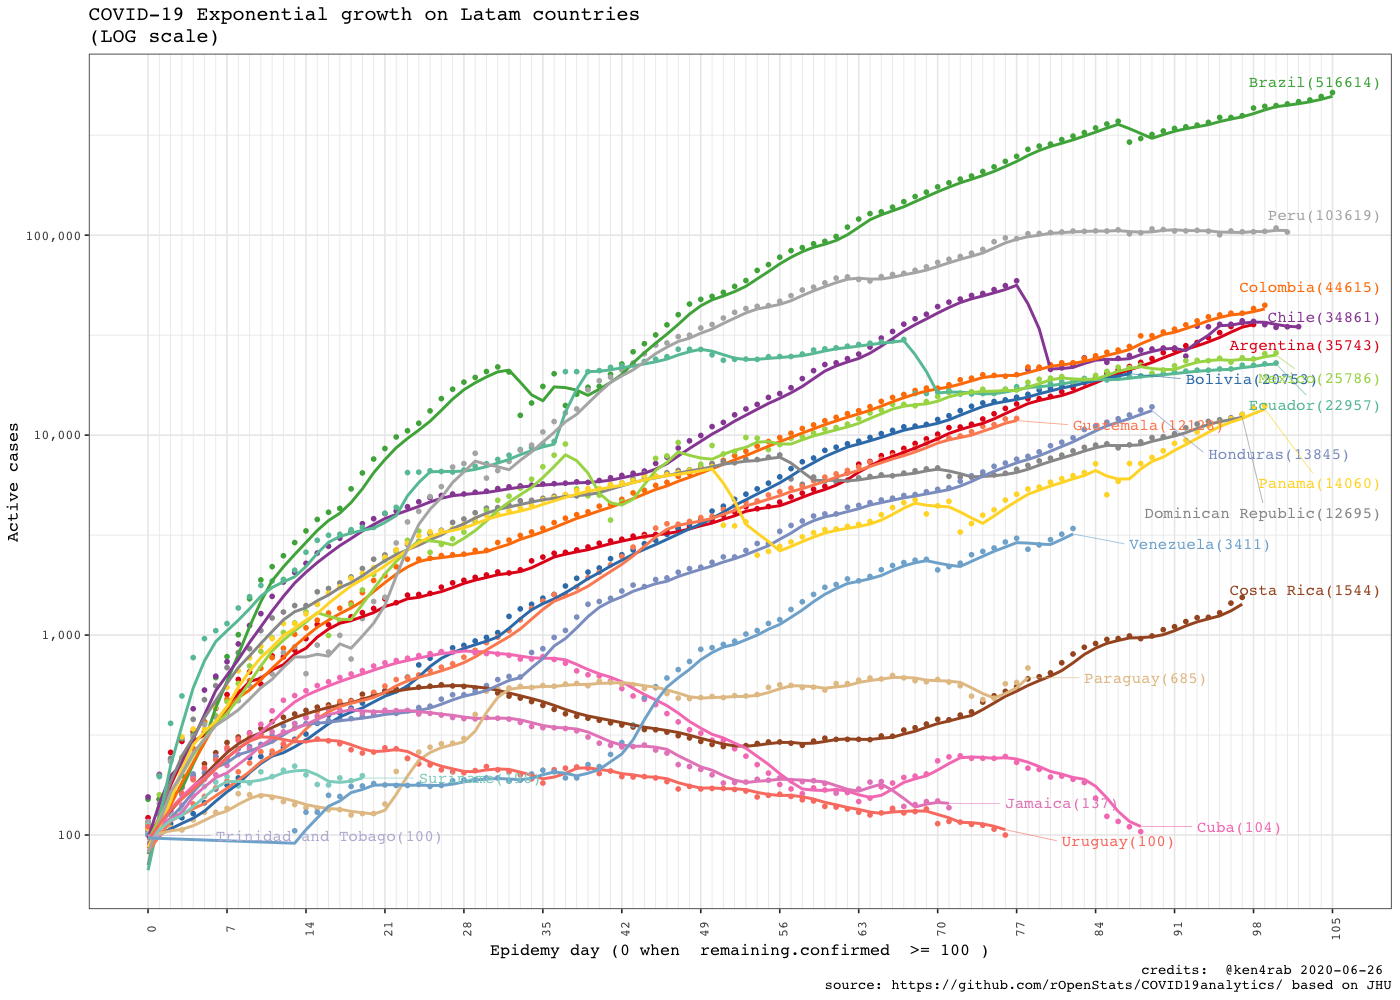 COVID-19 Exponential growth on Latam countries
(LOG scale)
Active cases
100,000
10,000
1,000
100
Brazil(516614)
Peru(103619)
Colombia(44615)
Chile(34861)
Argentina(35743)
Bolivia(20753)
(25786)
Ecuador(22957)
Honduras(13845)
Panama(14060)
Dominican Republic(12695)
Venezuela(3411)
Costa Rica(1544)
Paraguay(685)
Jamaica(137)
Cuba(104)
Uruguay(100)
Trinidad and Tobago(100)
0 7 14 21 28 35 42 49 56 63 70 77 84 91 98 105
Epidemy day (0 when remaining.confirmed >= 100 )
credits: @ken4rab 2020-06-26
source: https://github.com/rOpenStats/COVID19analytics/ based on JHU